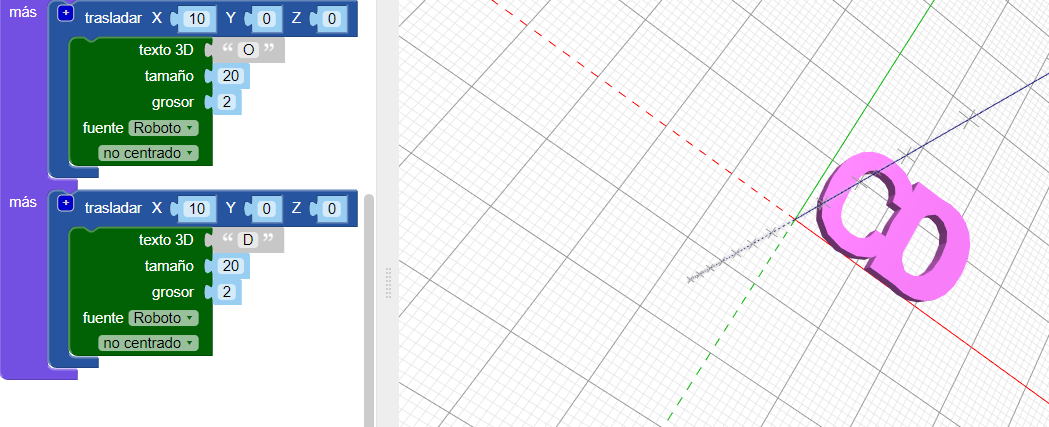 más + trasladar X 10 Y 0 Z 0
texto 3D “ O ”
tamaño 20
grosor 2
fuente Roboto
no centrado
más + trasladar X 10 Y 0 Z 0
texto 3D “ D ”
tamaño 20
grosor 2
fuente Roboto
no centrado